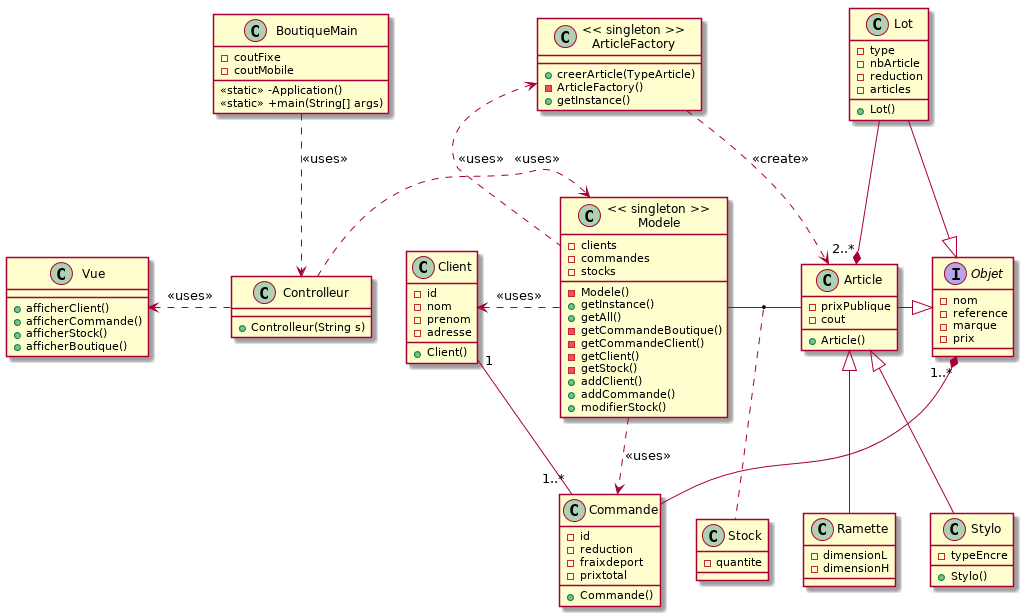 C BoutiqueMain
coutFixe
coutMobile
«static» -Application()
«static» +main(String[] args)
C << singleton >>
ArticleFactory
creerArticle(TypeArticle)
ArticleFactory()
getInstance()
C Lot
type
nbArticle
reduction
articles
Lot()
«uses»
«uses»
«uses»
«create»
C << singleton >>
Modele
clients
commandes
stocks
Modele()
getInstance()
getAll()
getCommandeBoutique()
getCommandeClient()
getClient()
getStock()
addClient()
addCommande()
modifierStock()
C Vue
afficherClient()
afficherCommande()
afficherStock()
afficherBoutique()
«uses»
C Controlleur
Controlleur(String s)
C Client
id
nom
prenom
adresse
Client()
«uses»
2..*
C Article
prixPublique
cout
Article()
I Objet
nom
reference
marque
prix
1
1..*
1..*
«uses»
C Commande
id
reduction
fraixdeport
prixtotal
Commande()
C Stock
quantite
C Ramette
dimensionL
dimensionH
C Stylo
typeEncre
Stylo()